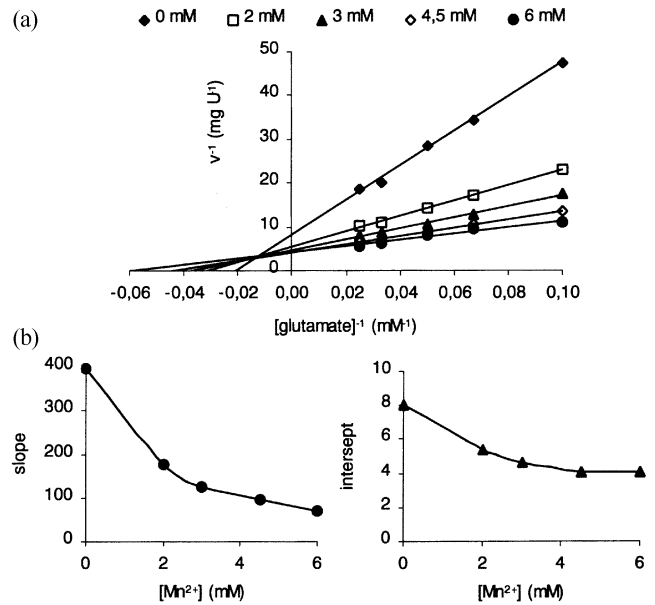 (a)
0 mM 2 mM 3 mM 4,5 mM 6 mM
v-1 (mg U-1)
50
40
30
20
10
0
-0,06 -0,04 -0,02 0,00 0,02 0,04 0,06 0,08 0,10
[glutamate]-1 (mM-1)
(b)
slope
400
300
200
100
0
0 2 4 6
[Mn2+] (mM)
intersept
10
8
6
4
2
0
0 2 4 6
[Mn2+] (mM)